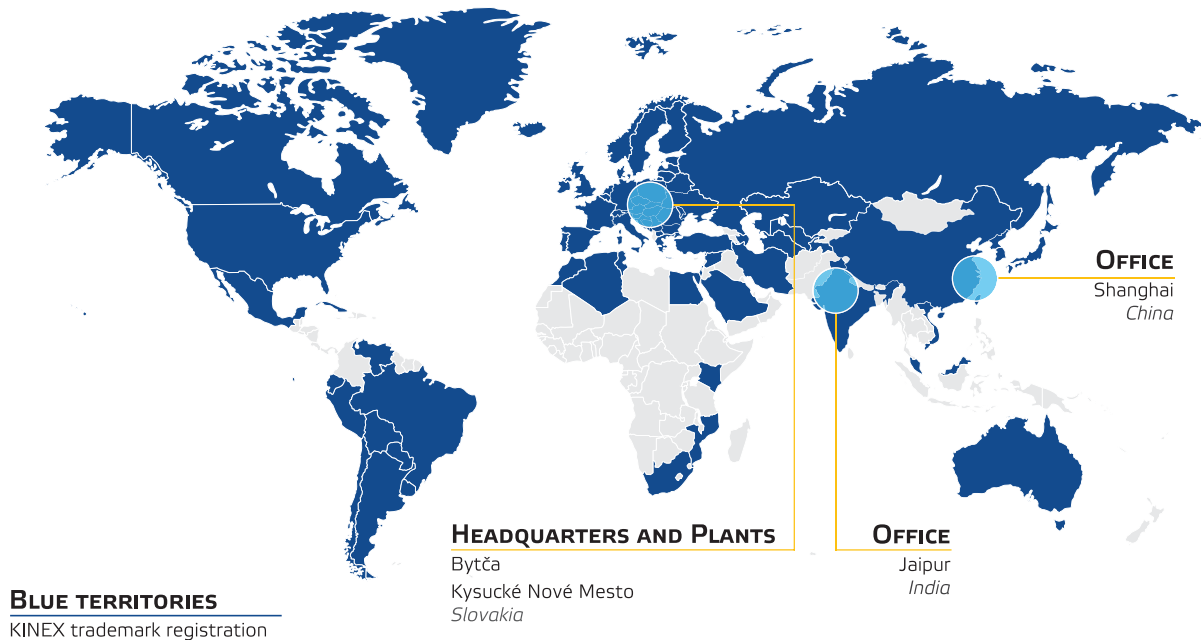 OFFICE
Shanghai
China
HEADQUARTERS AND PLANTS
Bytča
Kysucké Nové Mesto
Slovakia
OFFICE
Jaipur
India
BLUE TERRITORIES
KINEX trademark registration